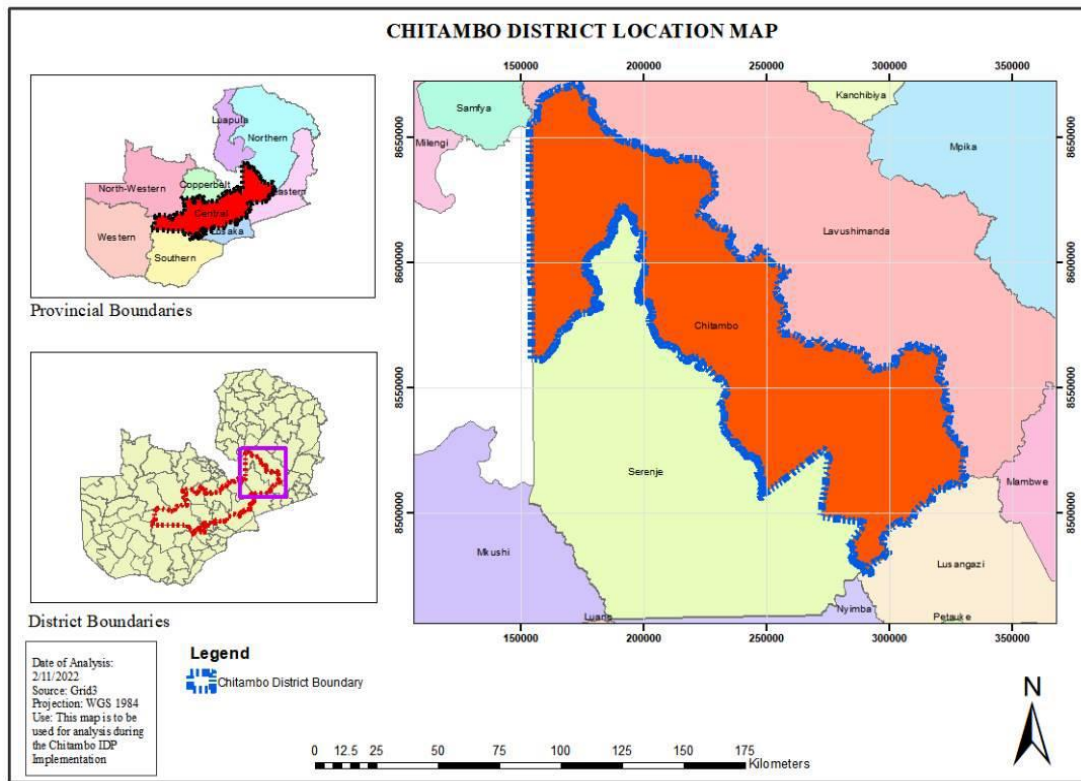 CHITAMBO DISTRICT LOCATION MAP
Luapula
Northern
North-Western
Copperbelt
astern
Central
Western
Lusaka
Southern
Provincial Boundaries
District Boundaries
Date of Analysis:
2/11/2022
Source: Grid3
Projection: WGS 1984
Use: This map is to be
used for analysis during
the Chitambo IDP
Implementation
Legend
Chitambo District Boundary
150000 200000 250000 300000 350000
8650000
8600000
8550000
8500000
Samfya
Kanchibiya
Milengi
Mpika
Lavushimanda
Chitambo
Serenje
Mambwe
Mkushi
Lusangazi
Nyimba
Petauke
150000 200000 250000 300000 350000
8650000
8600000
8550000
8500000
N
0 12.5 25 50 75 100 125 150 175
Kilometers